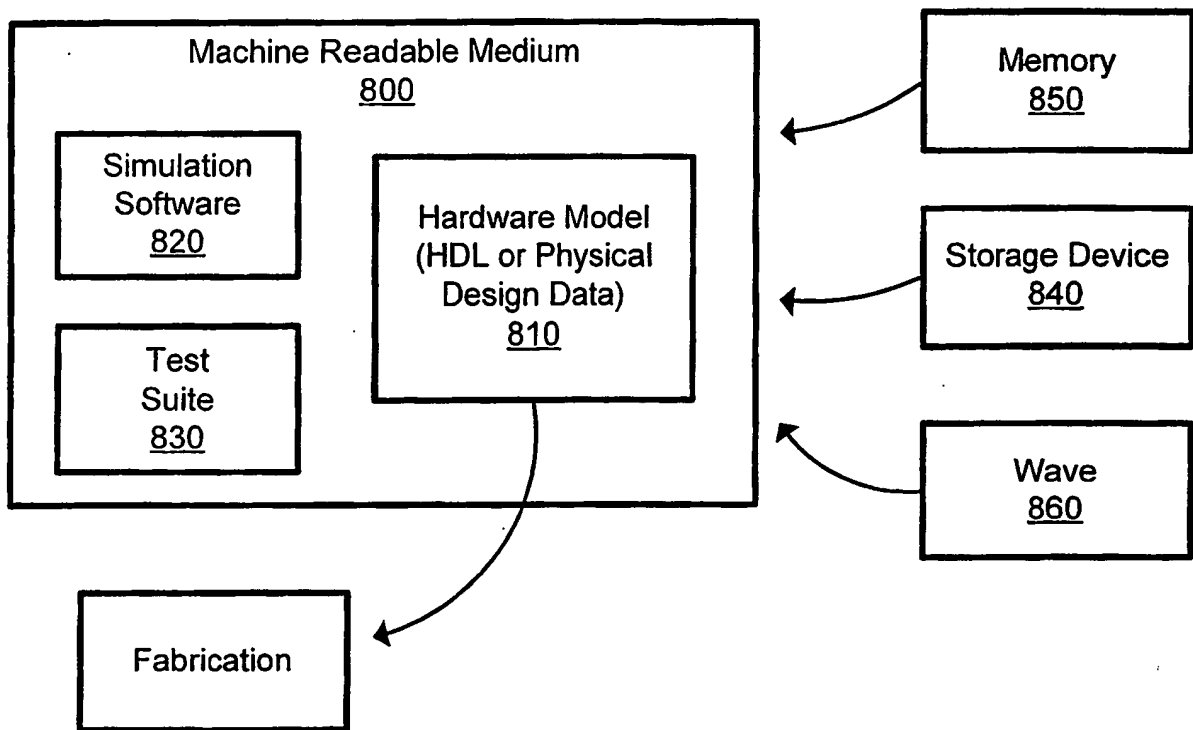 Machine Readable Medium
800
Simulation
Software
820
Test
Suite
830
Hardware Model
(HDL or Physical
Design Data)
810
Memory
850
Storage Device
840
Wave
860
Fabrication